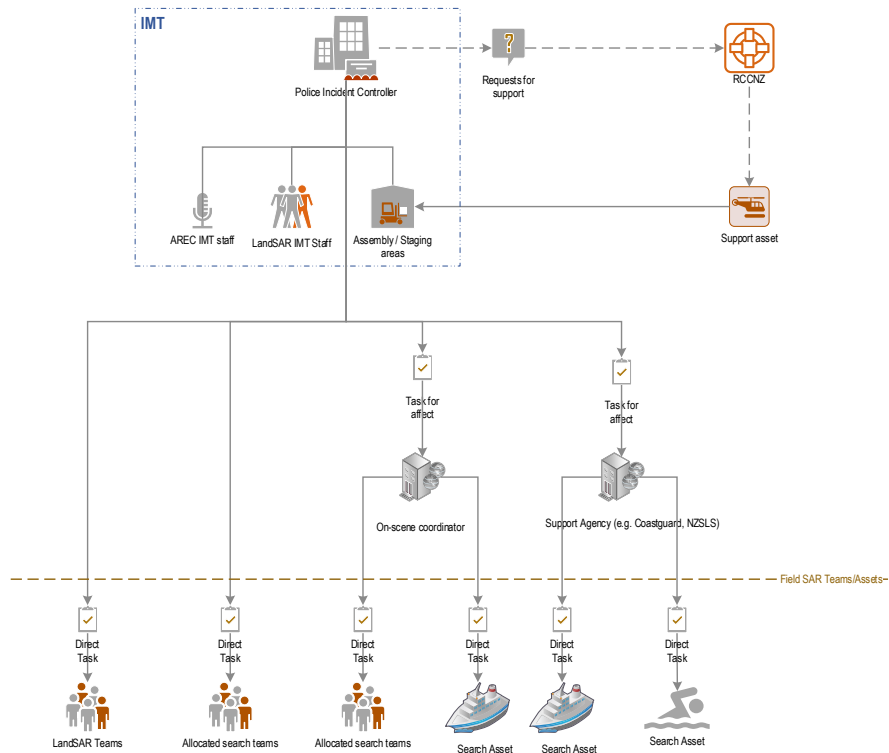 IMT
Police Incident Controller
Requests for
support
RCCNZ
AREC IMT staff
LandSAR IMT Staff
Assembly / Staging
areas
Support asset
Task for
affect
Task for
affect
On-scene coordinator
Support Agency (e.g. Coastguard, NZSLS)
Field SAR Teams/Assets
Direct
Task
Direct
Task
Direct
Task
Direct
Task
Direct
Task
Direct
Task
LandSAR Teams
Allocated search teams
Allocated search teams
Search Asset
Search Asset
Search Asset